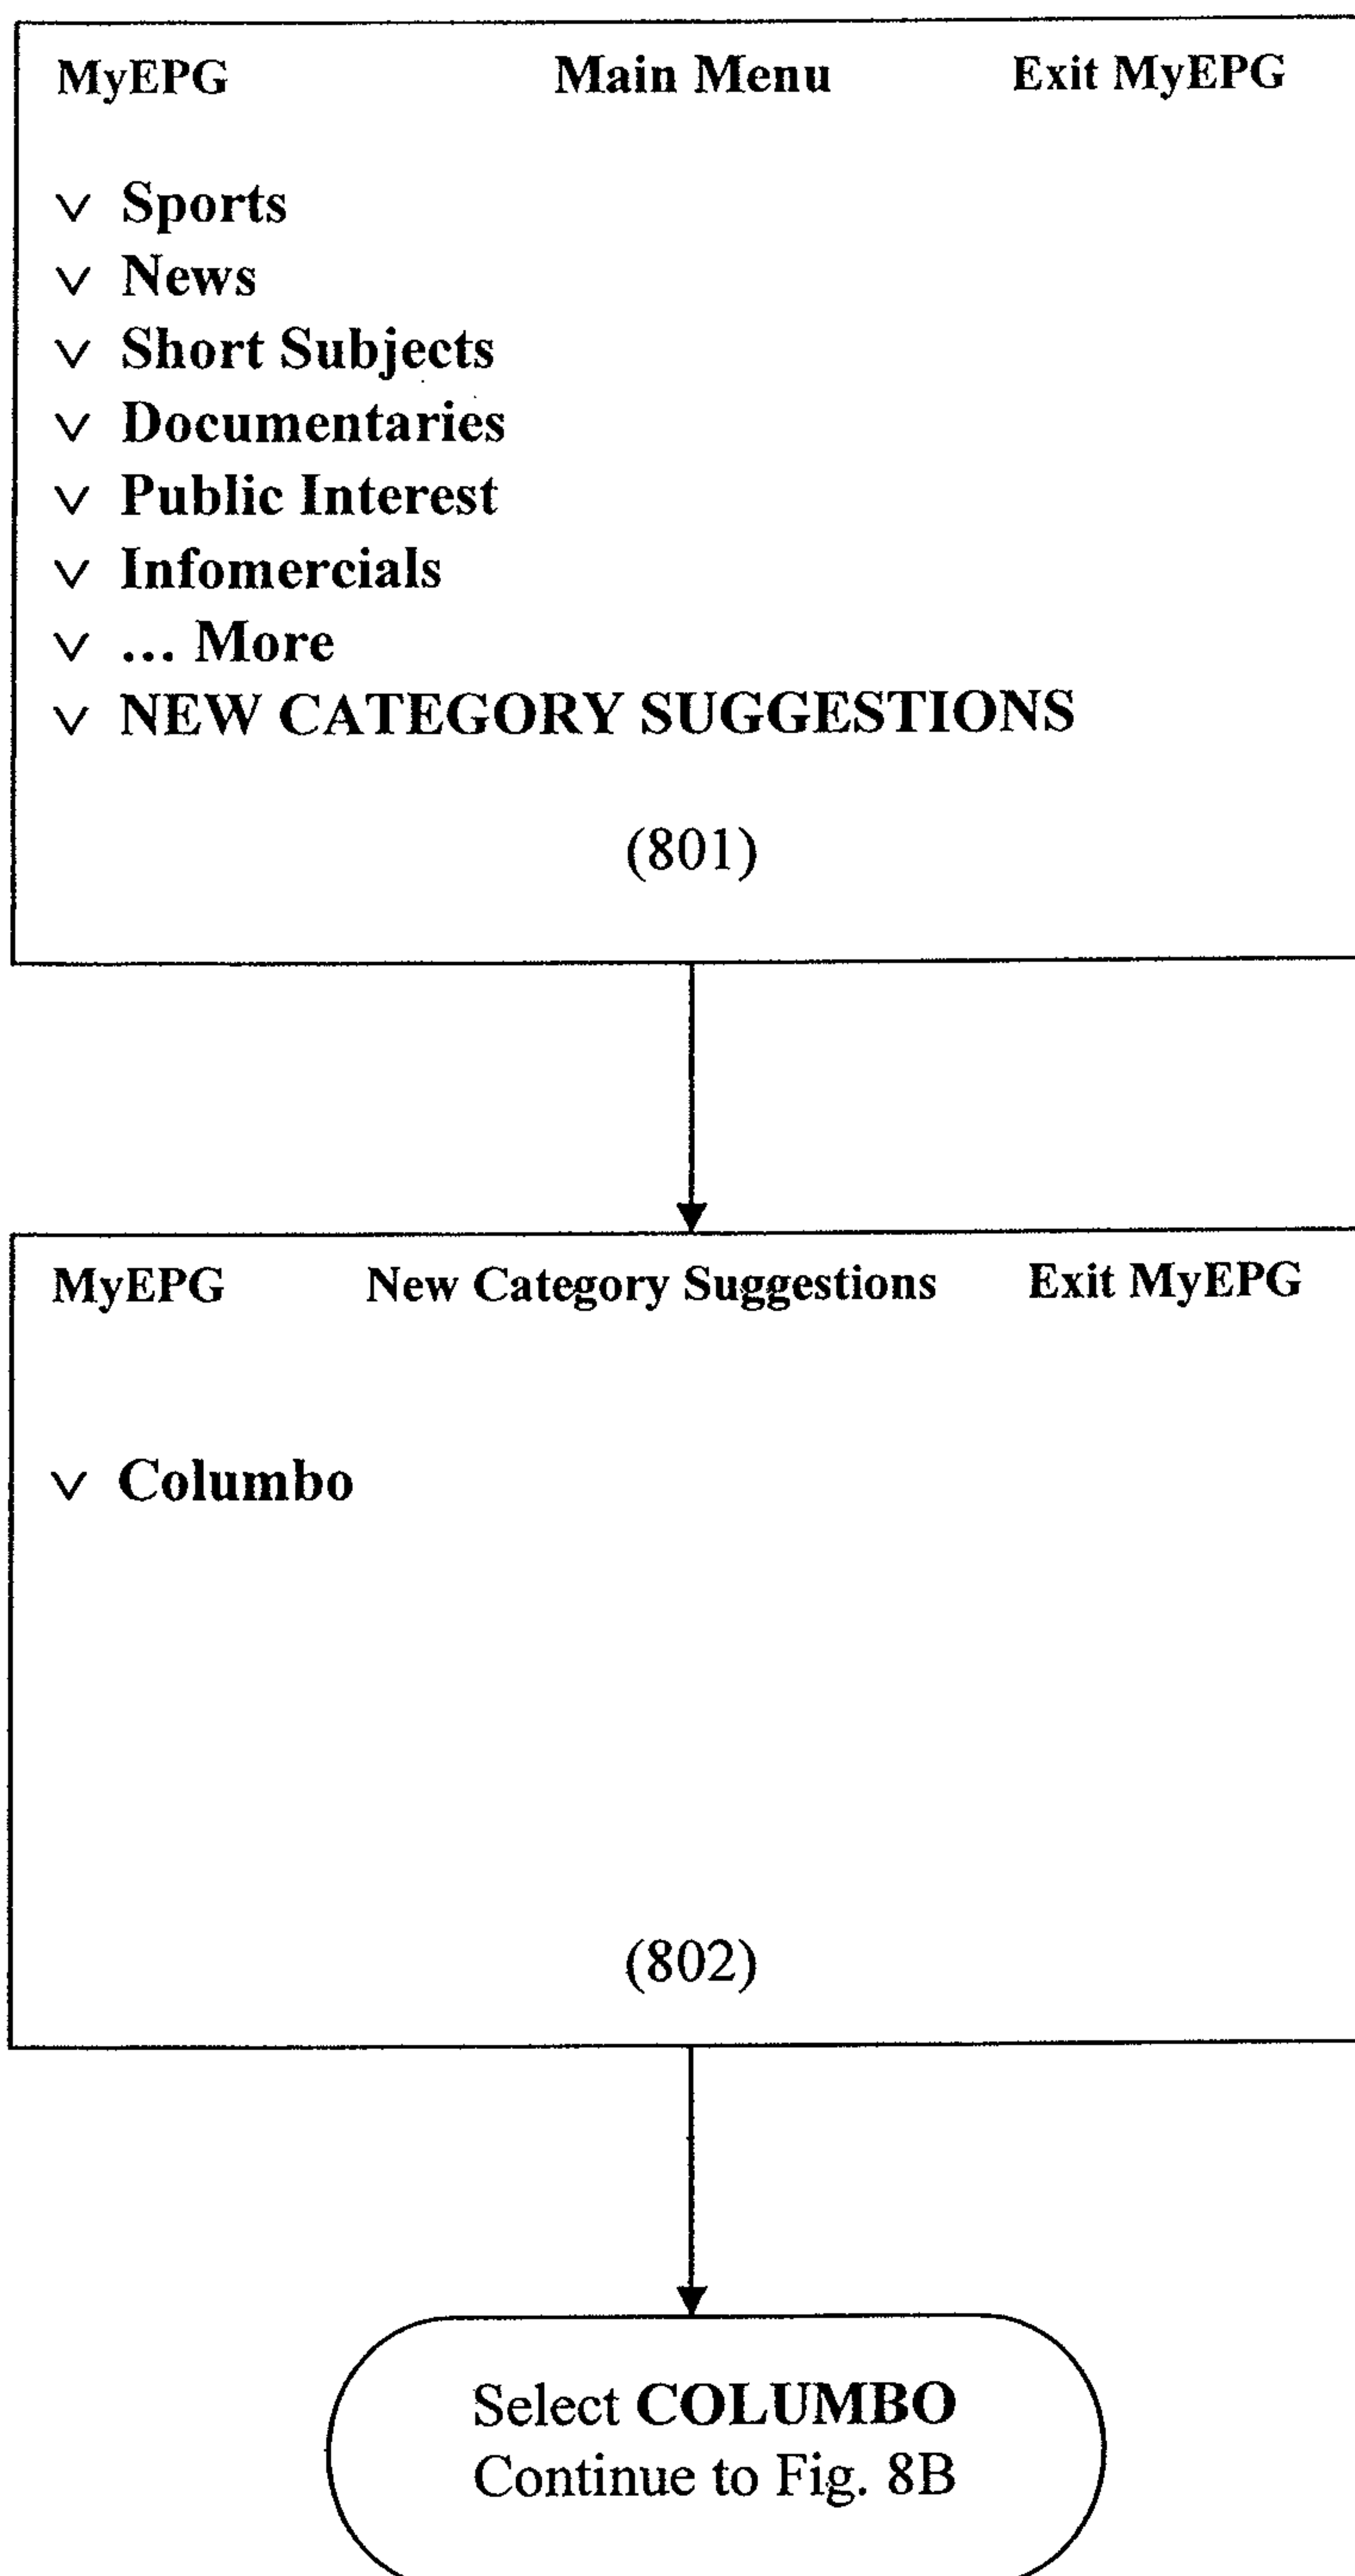 MyEPG Main Menu Exit MyEPG
∨ Sports
∨ News
∨ Short Subjects
∨ Documentaries
∨ Public Interest
∨ Infomercials
∨ ... More
∨ NEW CATEGORY SUGGESTIONS
(801)
MyEPG New Category Suggestions Exit MyEPG
∨ Columbo
(802)
Select COLUMBO
Continue to Fig. 8B